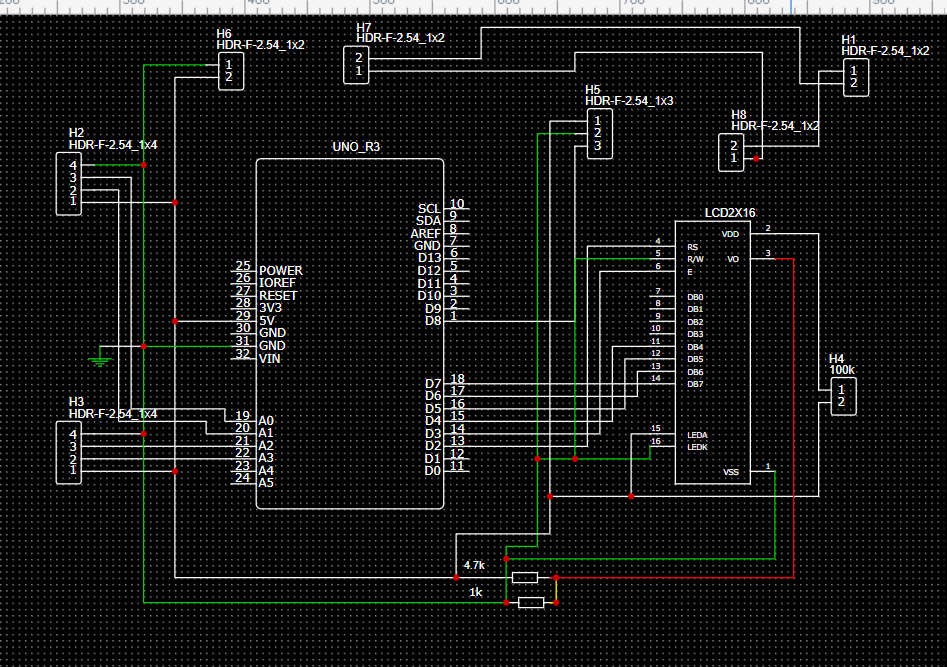 H6
HDR-F-2.54_1x2
1
2
H7
HDR-F-2.54_1x2
2
1
H1
HDR-F-2.54_1x2
1
2
H5
HDR-F-2.54_1x3
1
2
3
H8
HDR-F-2.54_1x2
2
1
H2
HDR-F-2.54_1x4
4
3
2
1
UNO_R3
SCL 10
SDA 9
AREF 8
GND 7
D13 6
D12 5
D11 4
D10 3
D9 2
D8 1
25 POWER
26 IOREF
27 RESET
28 3V3
29 5V
30 GND
31 GND
32 VIN
D7 18
D6 17
D5 16
D4 15
D3 14
D2 13
D1 12
D0 11
19 A0
20 A1
21 A2
22 A3
23 A4
24 A5
LCD2X16
VDD 2
VO 3
4 RS
5 R/W
6 E
7 DB0
8 DB1
9 DB2
10 DB3
11 DB4
12 DB5
13 DB6
14 DB7
15 LEDA
16 LEDK
VSS 1
H4
100k
1
2
H3
HDR-F-2.54_1x4
4
3
2
1
4.7k
1k